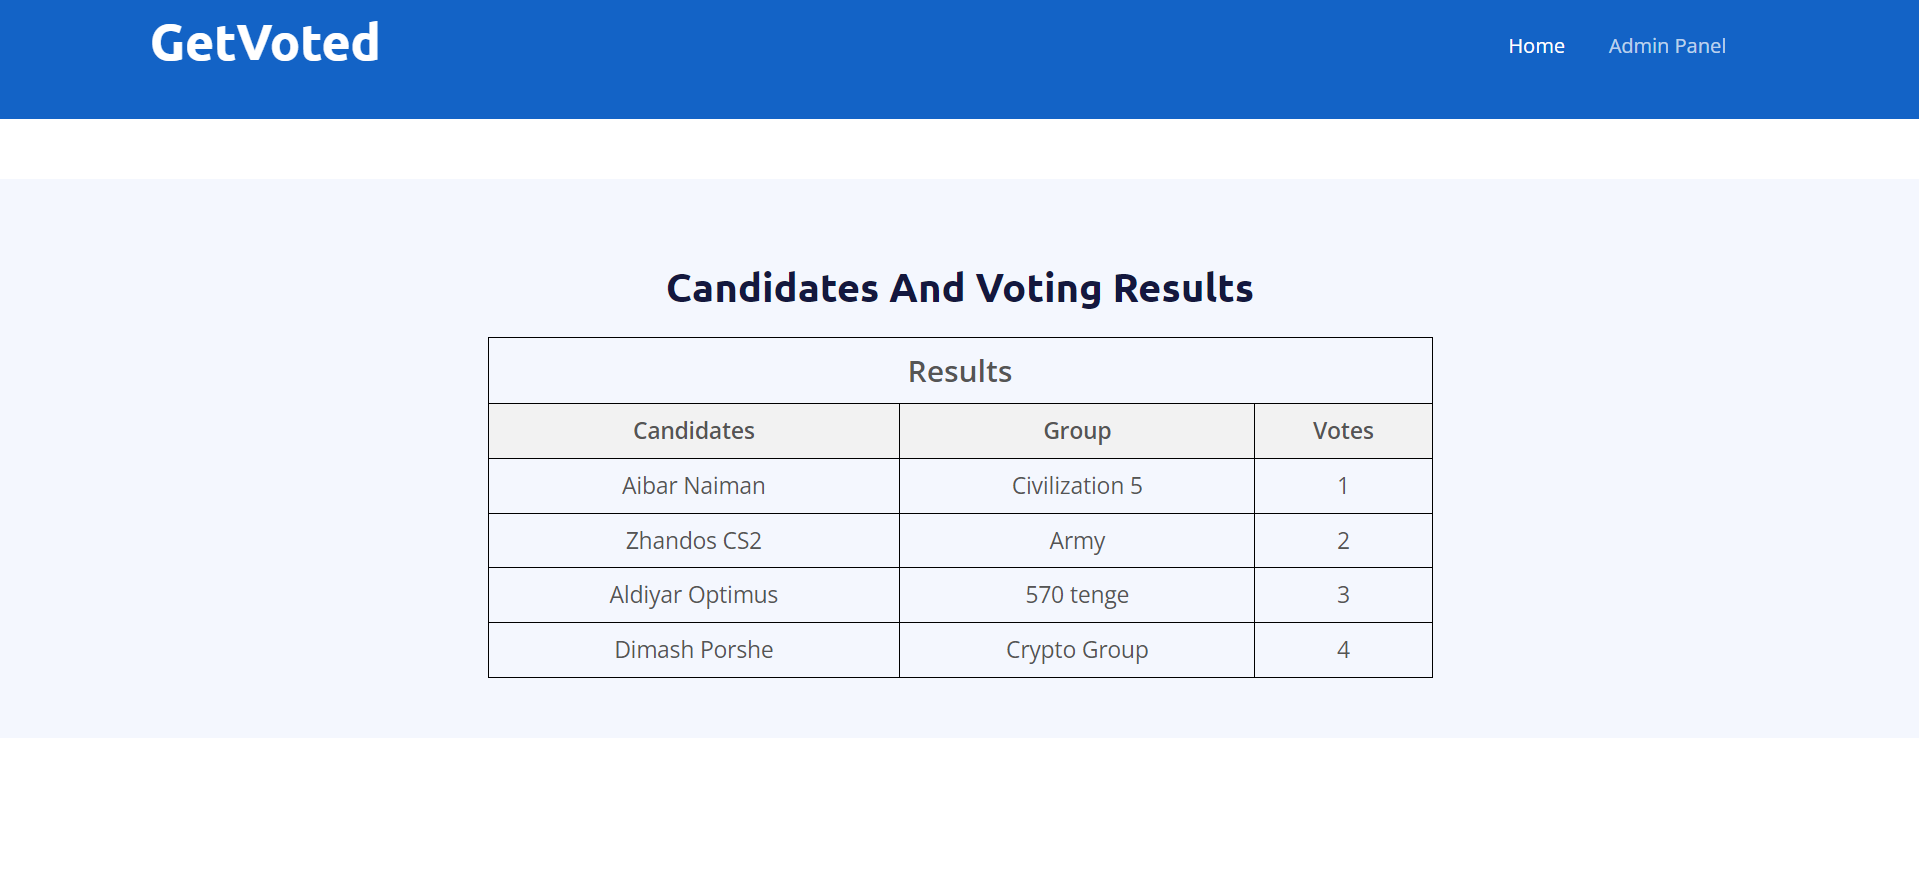 GetVoted
Home Admin Panel
Candidates And Voting Results
Results
Candidates Group Votes
Aibar Naiman Civilization 5 1
Zhandos CS2 Army 2
Aldiyar Optimus 570 tenge 3
Dimash Porshe Crypto Group 4